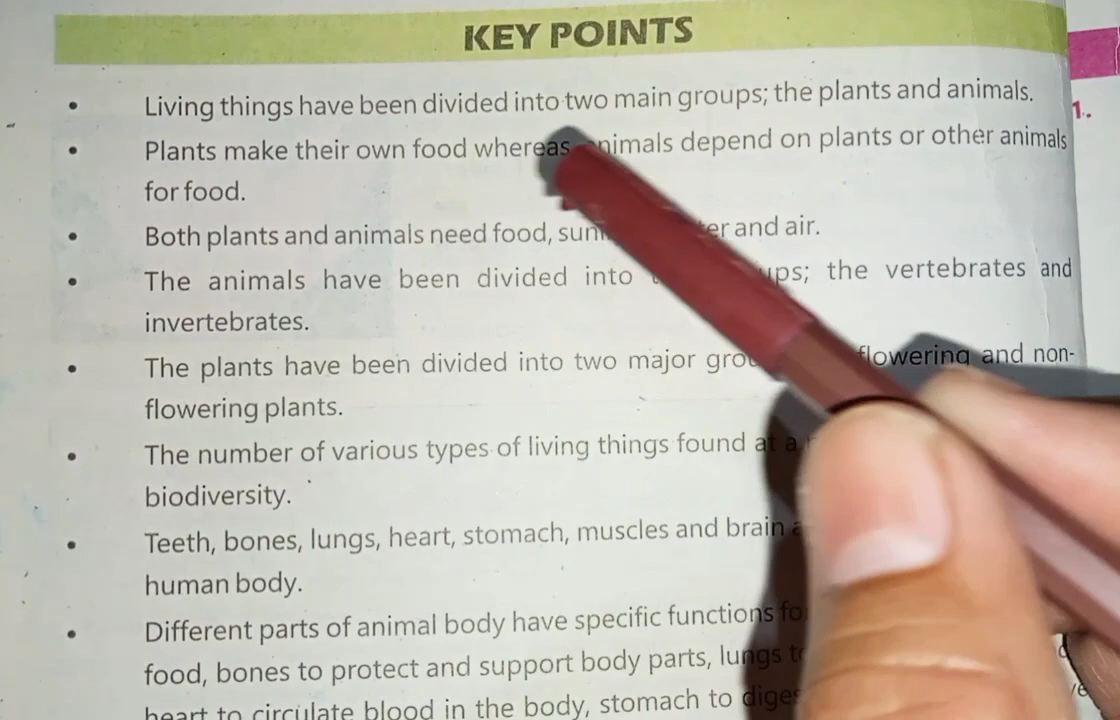 KEY POINTS
• Living things have been divided into two main groups; the plants and animals.
1.
• Plants make their own food whereas animals depend on plants or other animals
for food.
• Both plants and animals need food, er and air.
• The animals have been divided into ups; the vertebrates and
invertebrates.
• The plants have been divided into two major flowering and non-
flowering plants.
• The number of various types of living things found at a
biodiversity.
• Teeth, bones, lungs, heart, stomach, muscles and brain
human body.
• Different parts of animal body have specific functions
food, bones to protect and support body parts, lungs
heart to circulate blood in the body, stomach to